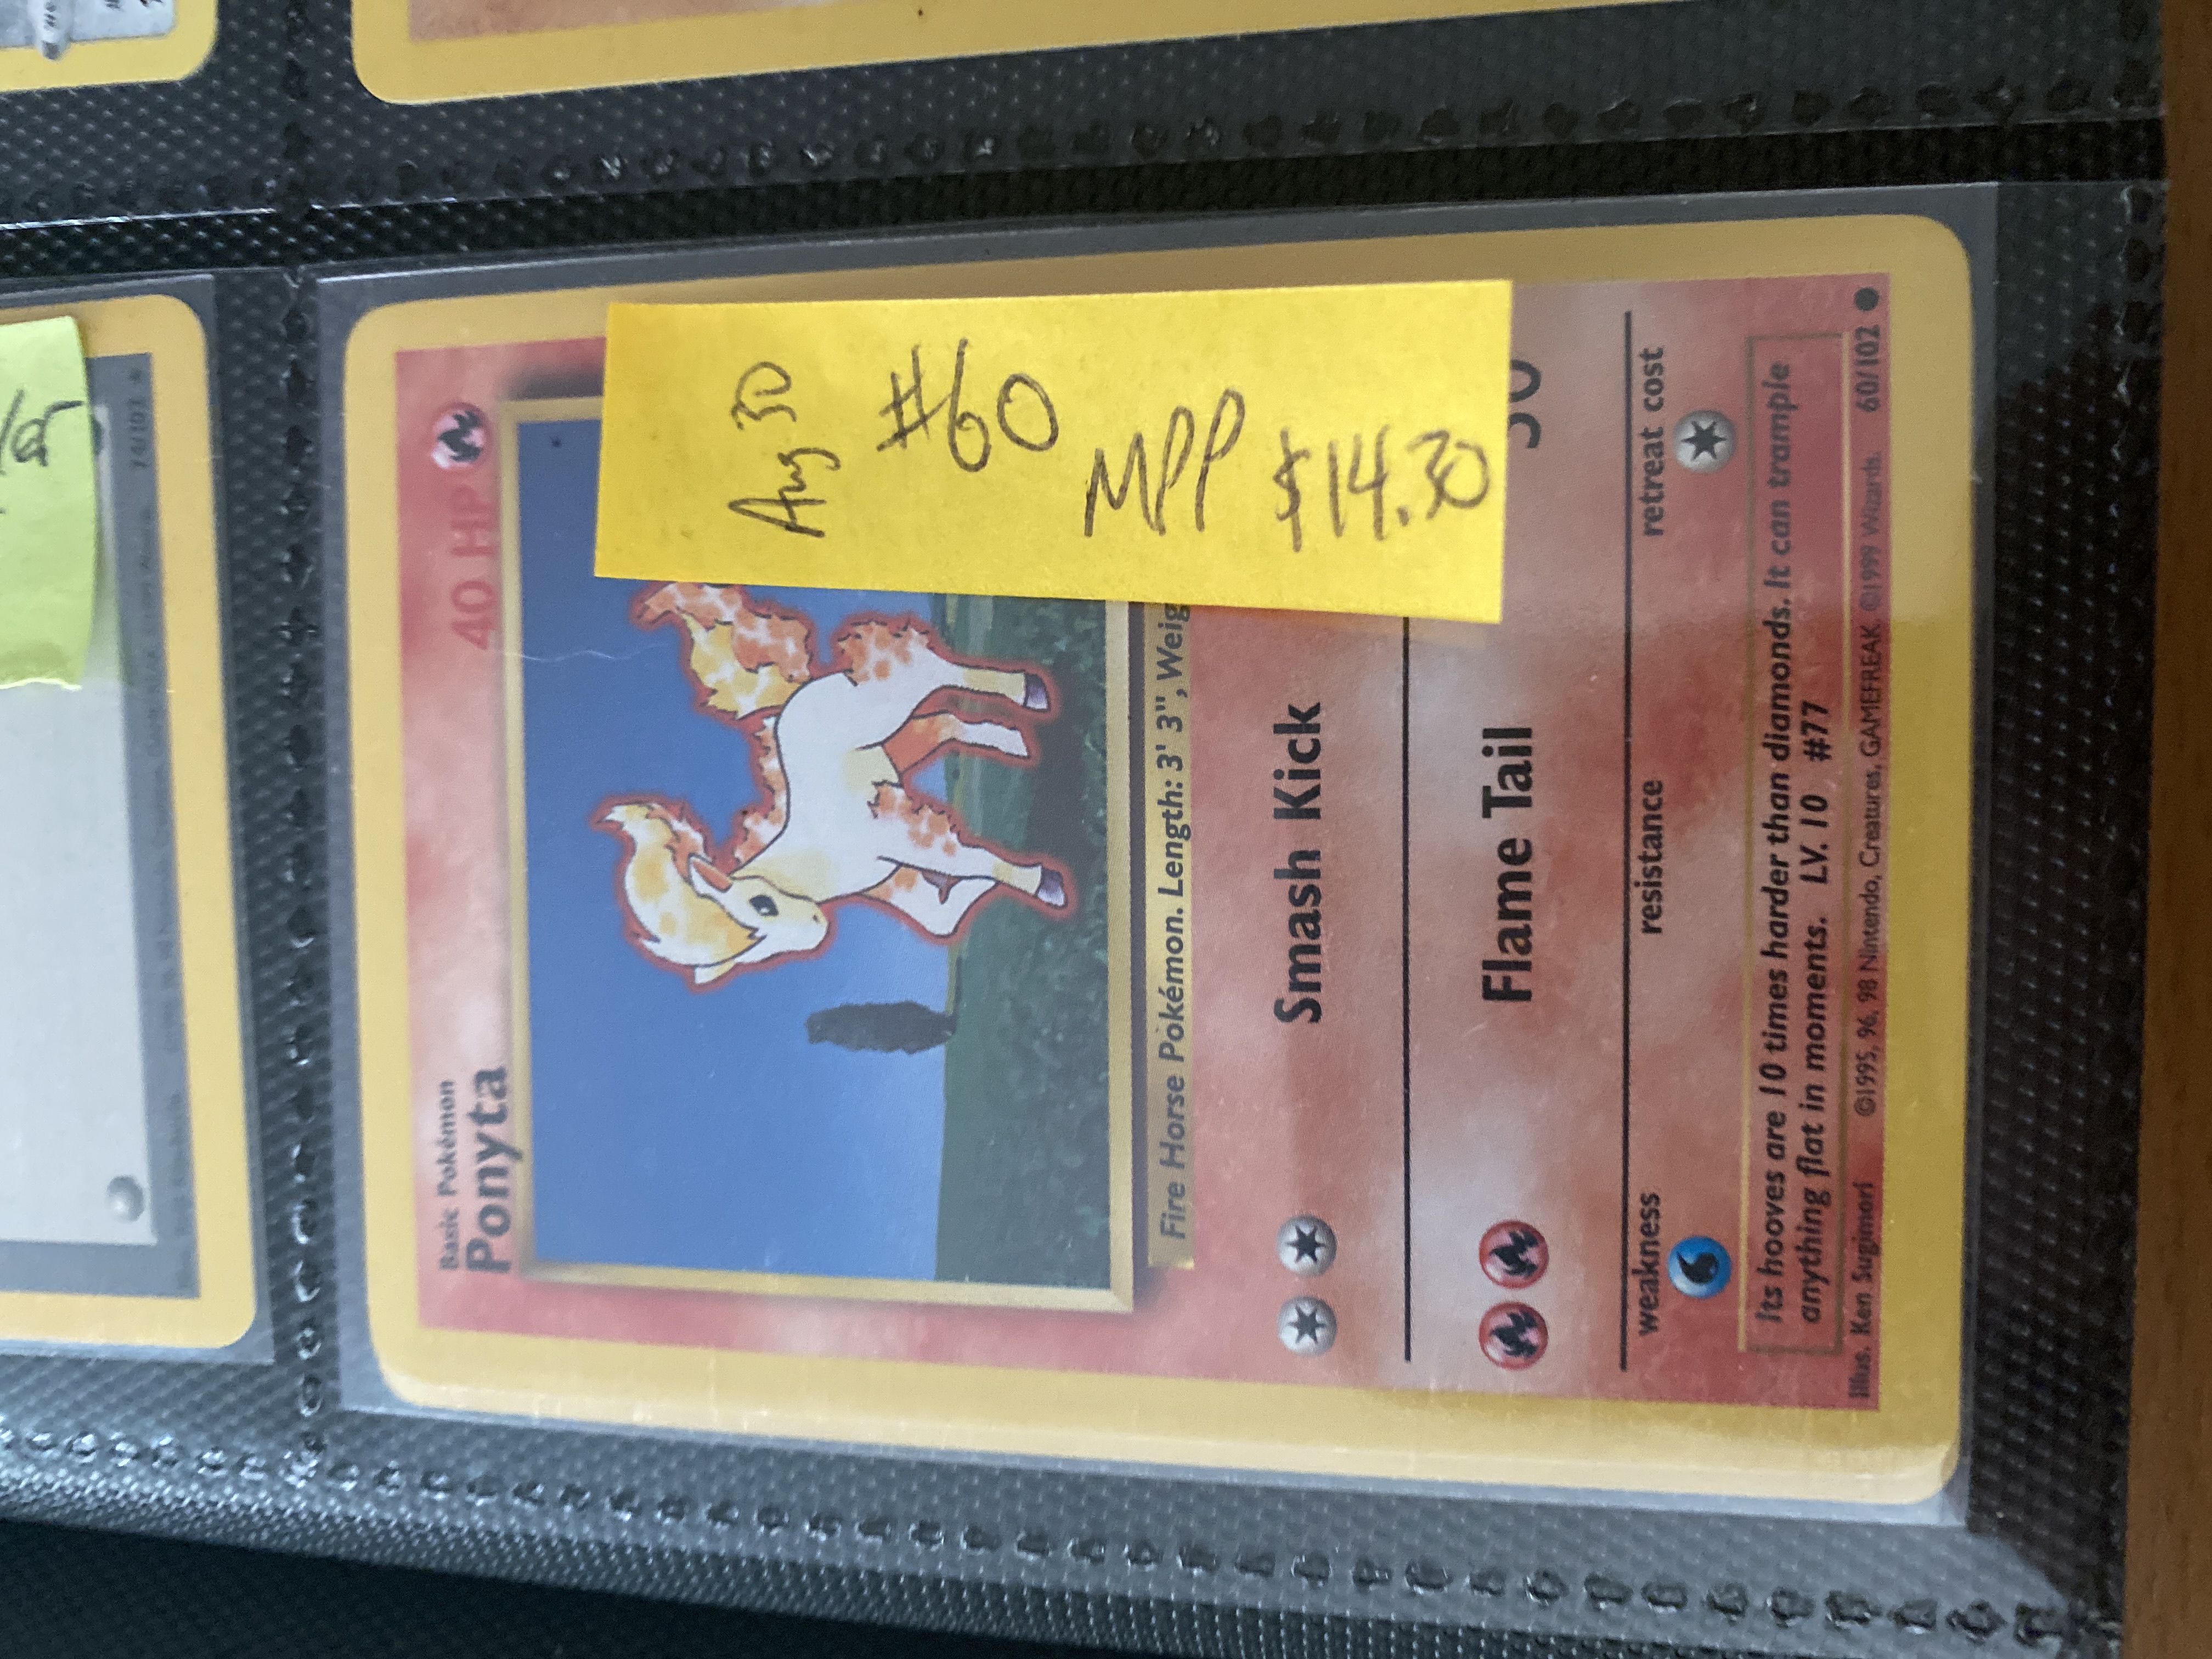 Basic Pokémon
Ponyta
40 HP
Aug 30
#60
MPP
$14.30
Fire Horse Pokémon. Length: 3' 3", Weig
Smash Kick
Flame Tail
30
weakness
resistance
retreat cost
Its hooves are 10 times harder than diamonds. It can trample
anything flat in moments. LV. 10 #77
Illus. Ken Sugimori ©1995, 96, 98 Nintendo, Creatures, GAMEFREAK. ©1999 Wizards. 60/102 ●
74/102